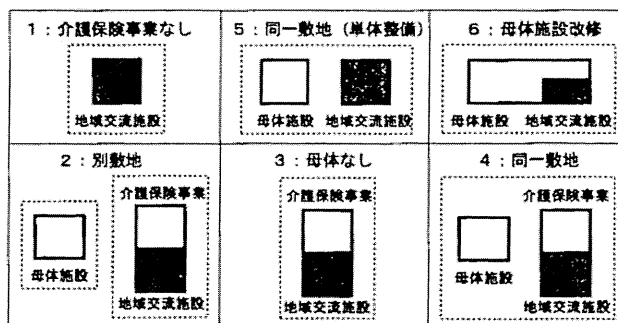 1：介護保険事業なし
地域交流施設
5：同一敷地（単体整備）
母体施設 地域交流施設
6：母体施設改修
母体施設 地域交流施設
2：別敷地
介護保険事業
母体施設
地域交流施設
3：母体なし
介護保険事業
地域交流施設
4：同一敷地
介護保険事業
母体施設
地域交流施設